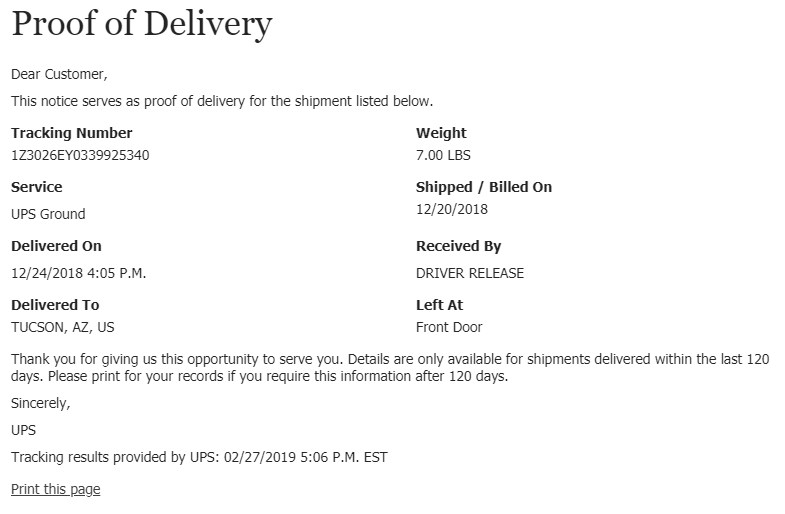 Proof of Delivery
Dear Customer,
This notice serves as proof of delivery for the shipment listed below.
Tracking Number
1Z3026EY0339925340
Weight
7.00 LBS
Service
UPS Ground
Shipped / Billed On
12/20/2018
Delivered On
12/24/2018 4:05 P.M.
Received By
DRIVER RELEASE
Delivered To
TUCSON, AZ, US
Left At
Front Door
Thank you for giving us this opportunity to serve you. Details are only available for shipments delivered within the last 120
days. Please print for your records if you require this information after 120 days.
Sincerely,
UPS
Tracking results provided by UPS: 02/27/2019 5:06 P.M. EST
Print this page